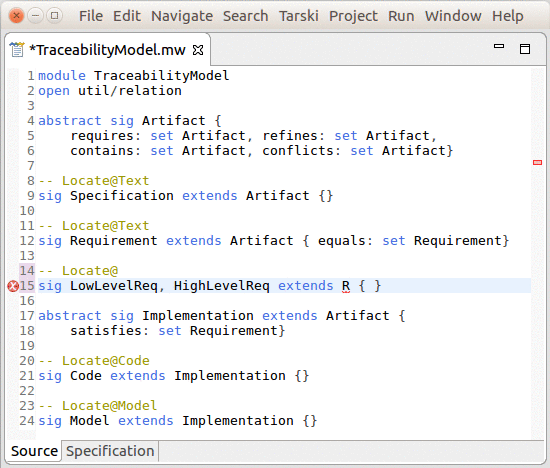 File Edit Navigate Search Tarski Project Run Window Help
*TraceabilityModel.mw
1 module TraceabilityModel
2 open util/relation
3
4 abstract sig Artifact {
5     requires: set Artifact, refines: set Artifact,
6     contains: set Artifact, conflicts: set Artifact}
7
8 -- Locate@Text
9 sig Specification extends Artifact {}
10
11 -- Locate@Text
12 sig Requirement extends Artifact { equals: set Requirement}
13
14 -- Locate@
15 sig LowLevelReq, HighLevelReq extends R { }
16
17 abstract sig Implementation extends Artifact {
18     satisfies: set Requirement}
19
20 -- Locate@Code
21 sig Code extends Implementation {}
22
23 -- Locate@Model
24 sig Model extends Implementation {}
Source Specification